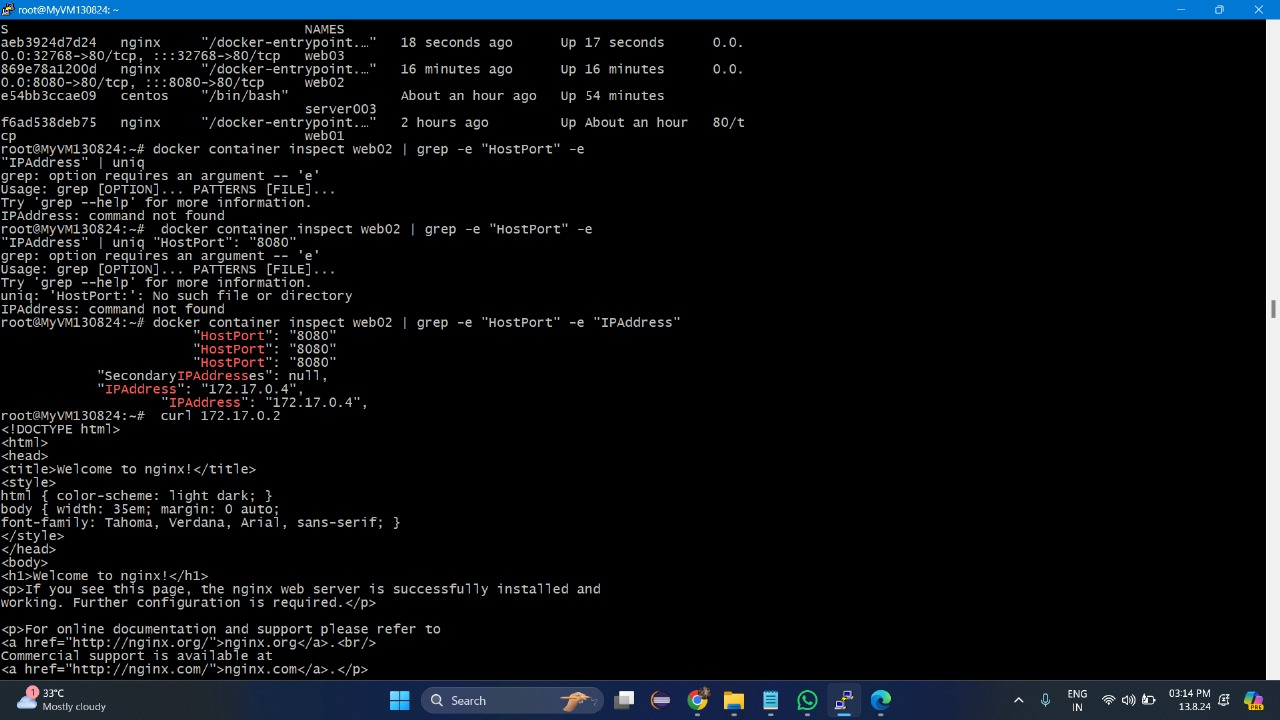 root@MyVM130824: ~
S                                     NAMES
aeb3924d7d24   nginx     "/docker-entrypoint.…"   18 seconds ago      Up 17 seconds       0.0.
0.0:32768->80/tcp, :::32768->80/tcp   web03
869e78a1200d   nginx     "/docker-entrypoint.…"   16 minutes ago      Up 16 minutes       0.0.
0.0:8080->80/tcp, :::8080->80/tcp     web02
e54bb3ccae09   centos    "/bin/bash"              About an hour ago   Up 54 minutes
                                      server003
f6ad538deb75   nginx     "/docker-entrypoint.…"   2 hours ago         Up About an hour   80/t
cp                                    web01
root@MyVM130824:~# docker container inspect web02 | grep -e "HostPort" -e
"IPAddress" | uniq
grep: option requires an argument -- 'e'
Usage: grep [OPTION]... PATTERNS [FILE]...
Try 'grep --help' for more information.
IPAddress: command not found
root@MyVM130824:~#  docker container inspect web02 | grep -e "HostPort" -e
"IPAddress" | uniq "HostPort": "8080"
grep: option requires an argument -- 'e'
Usage: grep [OPTION]... PATTERNS [FILE]...
Try 'grep --help' for more information.
uniq: 'HostPort:': No such file or directory
IPAddress: command not found
root@MyVM130824:~# docker container inspect web02 | grep -e "HostPort" -e "IPAddress"
                        "HostPort": "8080"
                        "HostPort": "8080"
                        "HostPort": "8080"
            "SecondaryIPAddresses": null,
            "IPAddress": "172.17.0.4",
                    "IPAddress": "172.17.0.4",
root@MyVM130824:~#  curl 172.17.0.2
<!DOCTYPE html>
<html>
<head>
<title>Welcome to nginx!</title>
<style>
html { color-scheme: light dark; }
body { width: 35em; margin: 0 auto;
font-family: Tahoma, Verdana, Arial, sans-serif; }
</style>
</head>
<body>
<h1>Welcome to nginx!</h1>
<p>If you see this page, the nginx web server is successfully installed and
working. Further configuration is required.</p>
<p>For online documentation and support please refer to
<a href="http://nginx.org/">nginx.org</a>.<br/>
Commercial support is available at
<a href="http://nginx.com/">nginx.com</a>.</p>
1
33°C
Mostly cloudy
Search
ENG
IN
03:14 PM
13.8.24
PRE